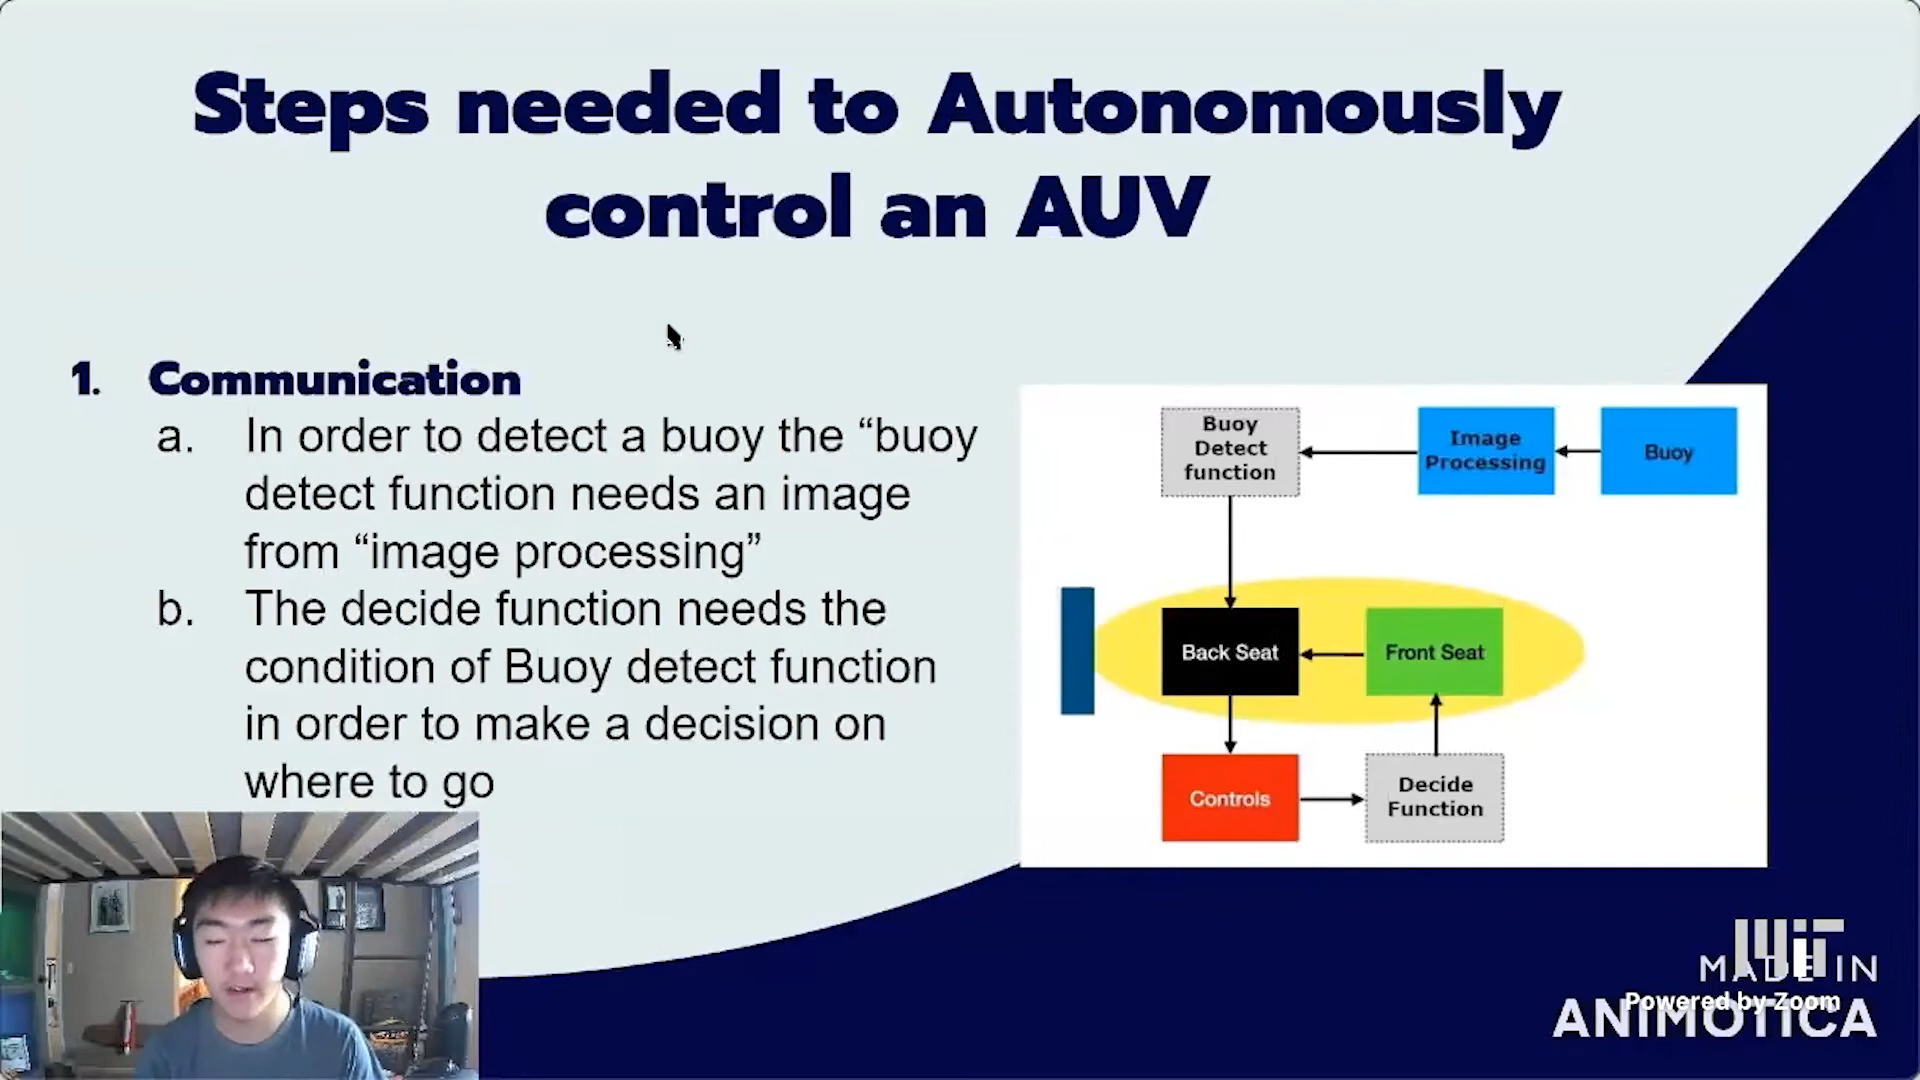 Steps needed to Autonomously
control an AUV
1. Communication
a. In order to detect a buoy the “buoy
detect function needs an image
from “image processing”
b. The decide function needs the
condition of Buoy detect function
in order to make a decision on
where to go
Buoy
Detect
function
Image
Processing
Buoy
Back Seat
Front Seat
Controls
Decide
Function
MIT
MADE IN
Powered by Zoom
ANIMOTICA